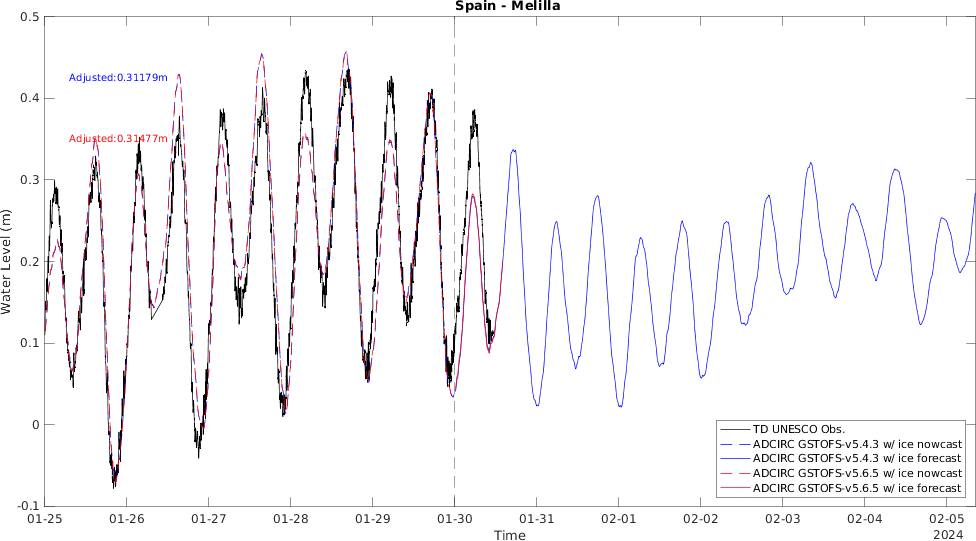 Spain - Melilla
0.5
0.4
0.3
0.2
0.1
0
-0.1
Water Level (m)
Adjusted:0.31179m
Adjusted:0.31477m
TD UNESCO Obs.
ADCIRC GSTOFS-v5.4.3 w/ ice nowcast
ADCIRC GSTOFS-v5.4.3 w/ ice forecast
ADCIRC GSTOFS-v5.6.5 w/ ice nowcast
ADCIRC GSTOFS-v5.6.5 w/ ice forecast
01-25 01-26 01-27 01-28 01-29 01-30 01-31 02-01 02-02 02-03 02-04 02-05
Time
2024